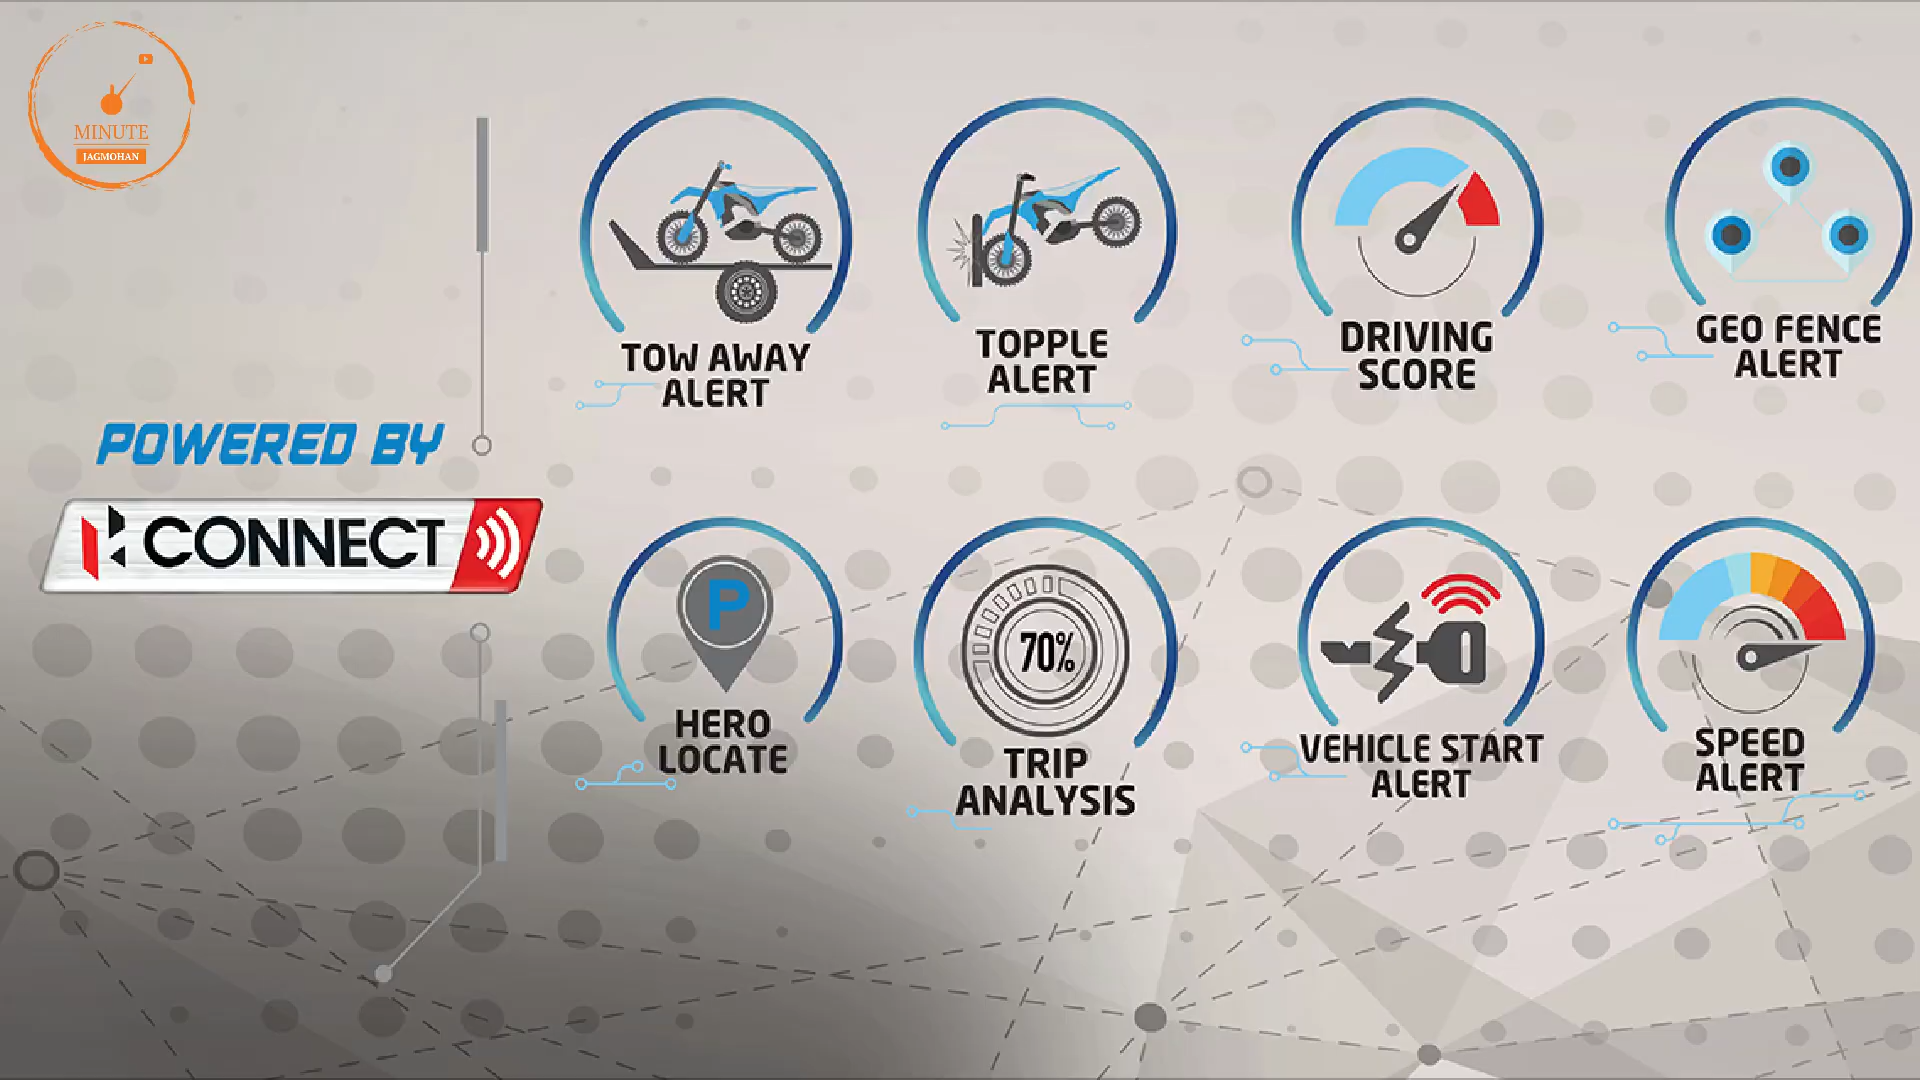 MINUTE
JAGMOHAN
POWERED BY
CONNECT
TOW AWAY
ALERT
TOPPLE
ALERT
DRIVING
SCORE
GEO FENCE
ALERT
P
HERO
LOCATE
70%
TRIP
ANALYSIS
VEHICLE START
ALERT
SPEED
ALERT